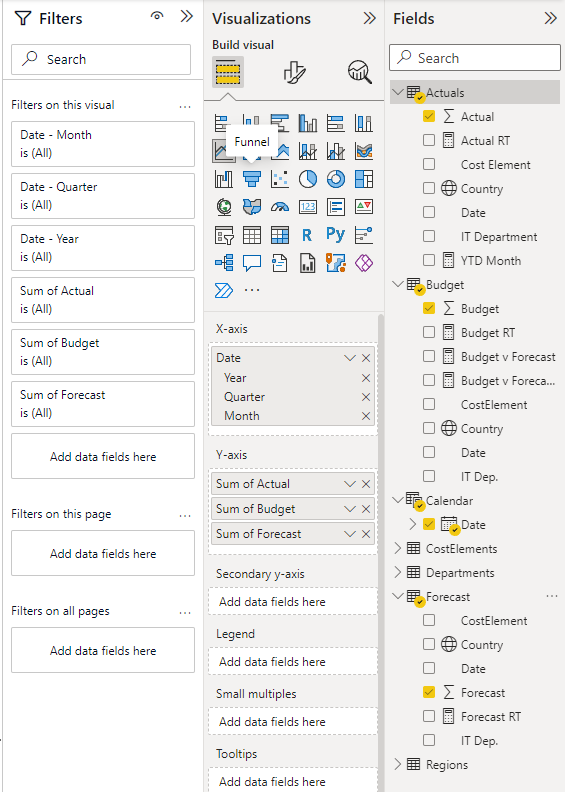 Filters
Search
Filters on this visual
...
Date - Month
is (All)
Date - Quarter
is (All)
Date - Year
is (All)
Sum of Actual
is (All)
Sum of Budget
is (All)
Sum of Forecast
is (All)
Add data fields here
Filters on this page
...
Add data fields here
Filters on all pages
...
Add data fields here
Visualizations
Build visual
Funnel
123
R
Py
...
X-axis
Date
Year
Quarter
Month
Y-axis
Sum of Actual
Sum of Budget
Sum of Forecast
Secondary y-axis
Add data fields here
Legend
Add data fields here
Small multiples
Add data fields here
Tooltips
Add data fields here
Fields
Search
Actuals
Actual
Actual RT
Cost Element
Country
Date
IT Department
YTD Month
Budget
Budget
Budget RT
Budget v Forecast
Budget v Foreca...
CostElement
Country
Date
IT Dep.
Calendar
Date
CostElements
Departments
Forecast
...
CostElement
Country
Date
Forecast
Forecast RT
IT Dep.
Regions